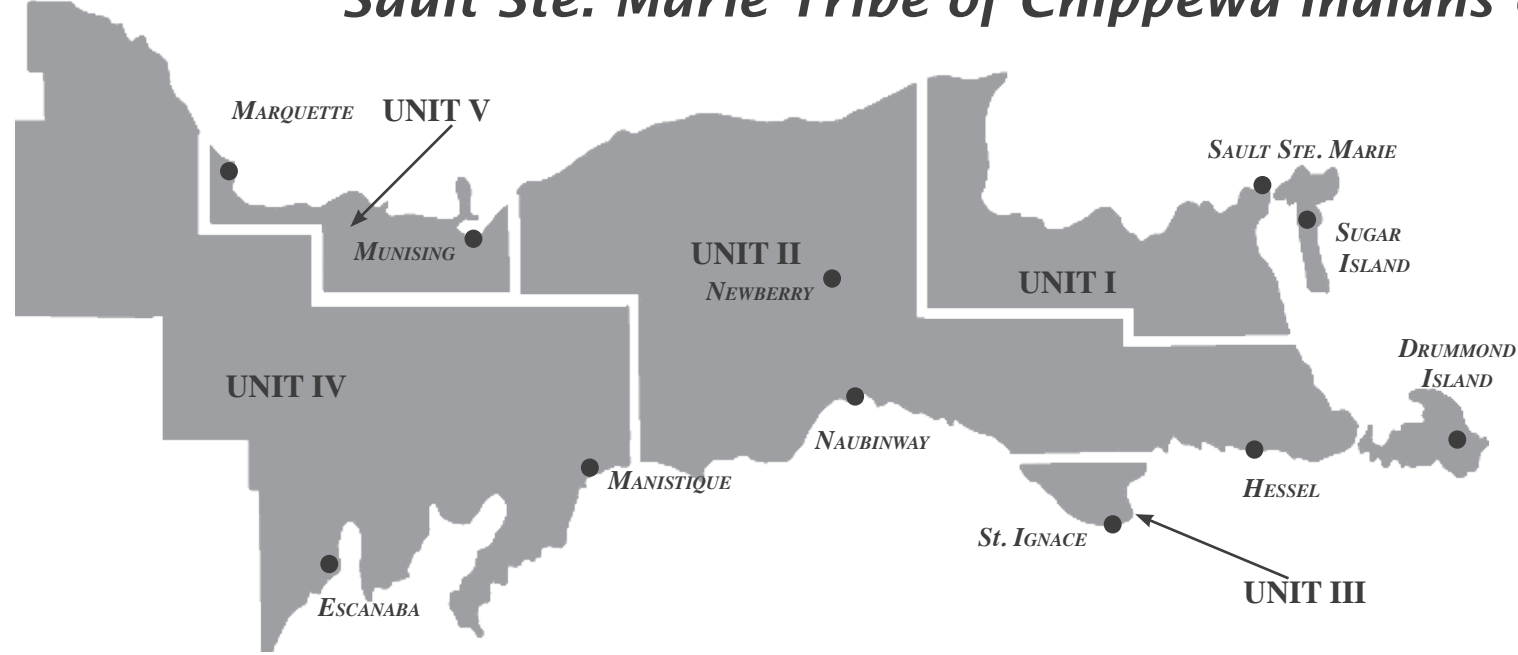 Sault Ste. Marie Tribe of Chippewa Indians
MARQUETTE
UNIT V
SAULT STE. MARIE
SUGAR
ISLAND
MUNISING
UNIT II
NEWBERRY
UNIT I
DRUMMOND
ISLAND
UNIT IV
NAUBINWAY
MANISTIQUE
HESSEL
St. IGNACE
UNIT III
ESCANABA